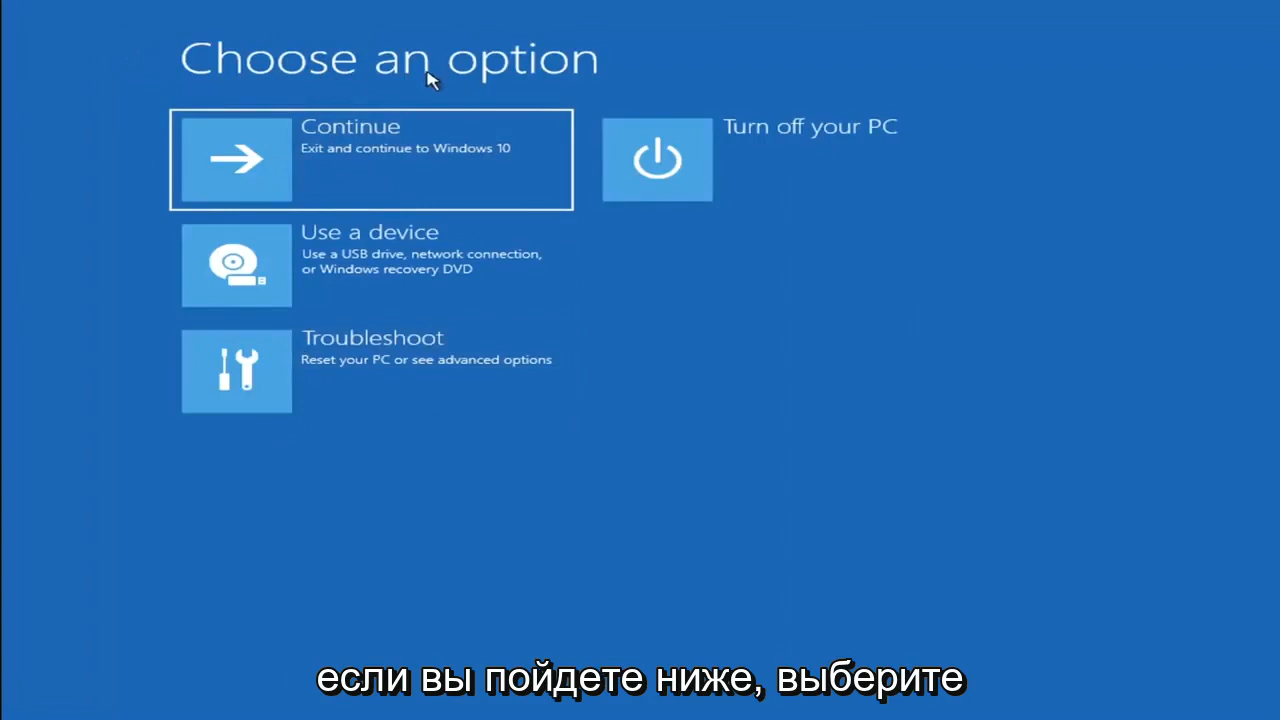 Choose an option
Continue
Exit and continue to Windows 10
Turn off your PC
Use a device
Use a USB drive, network connection,
or Windows recovery DVD
Troubleshoot
Reset your PC or see advanced options
если вы пойдете ниже, выберите